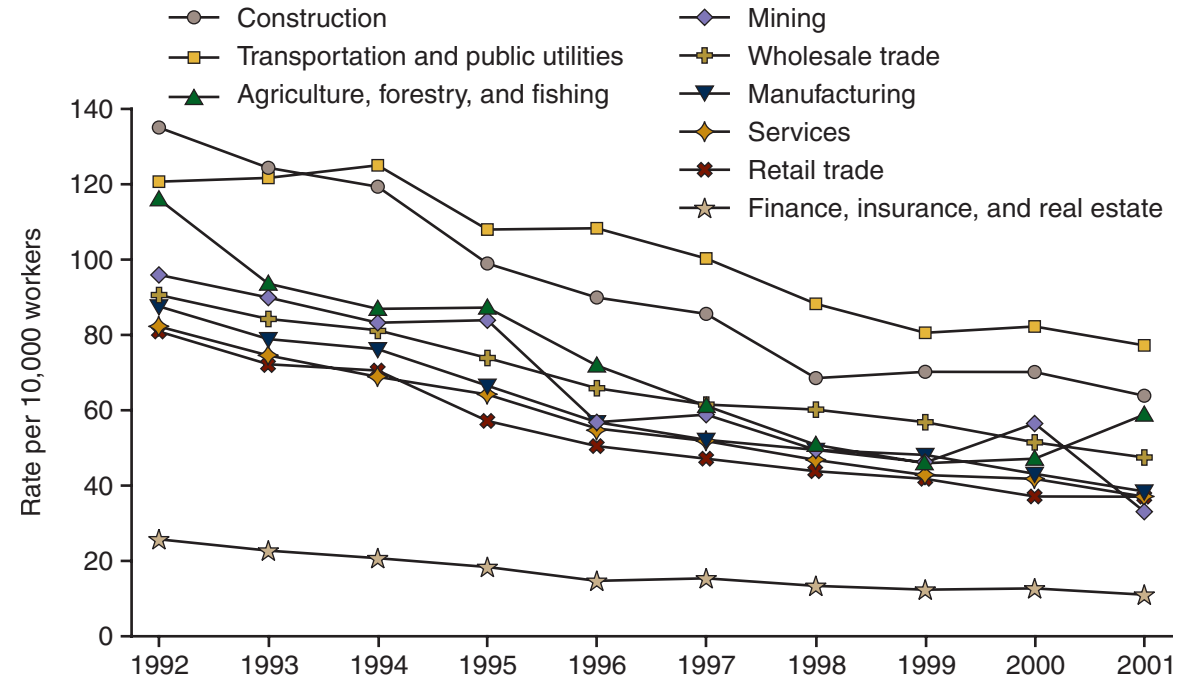 Construction
Transportation and public utilities
Agriculture, forestry, and fishing
Mining
Wholesale trade
Manufacturing
Services
Retail trade
Finance, insurance, and real estate
Rate per 10,000 workers
140
120
100
80
60
40
20
0
1992 1993 1994 1995 1996 1997 1998 1999 2000 2001